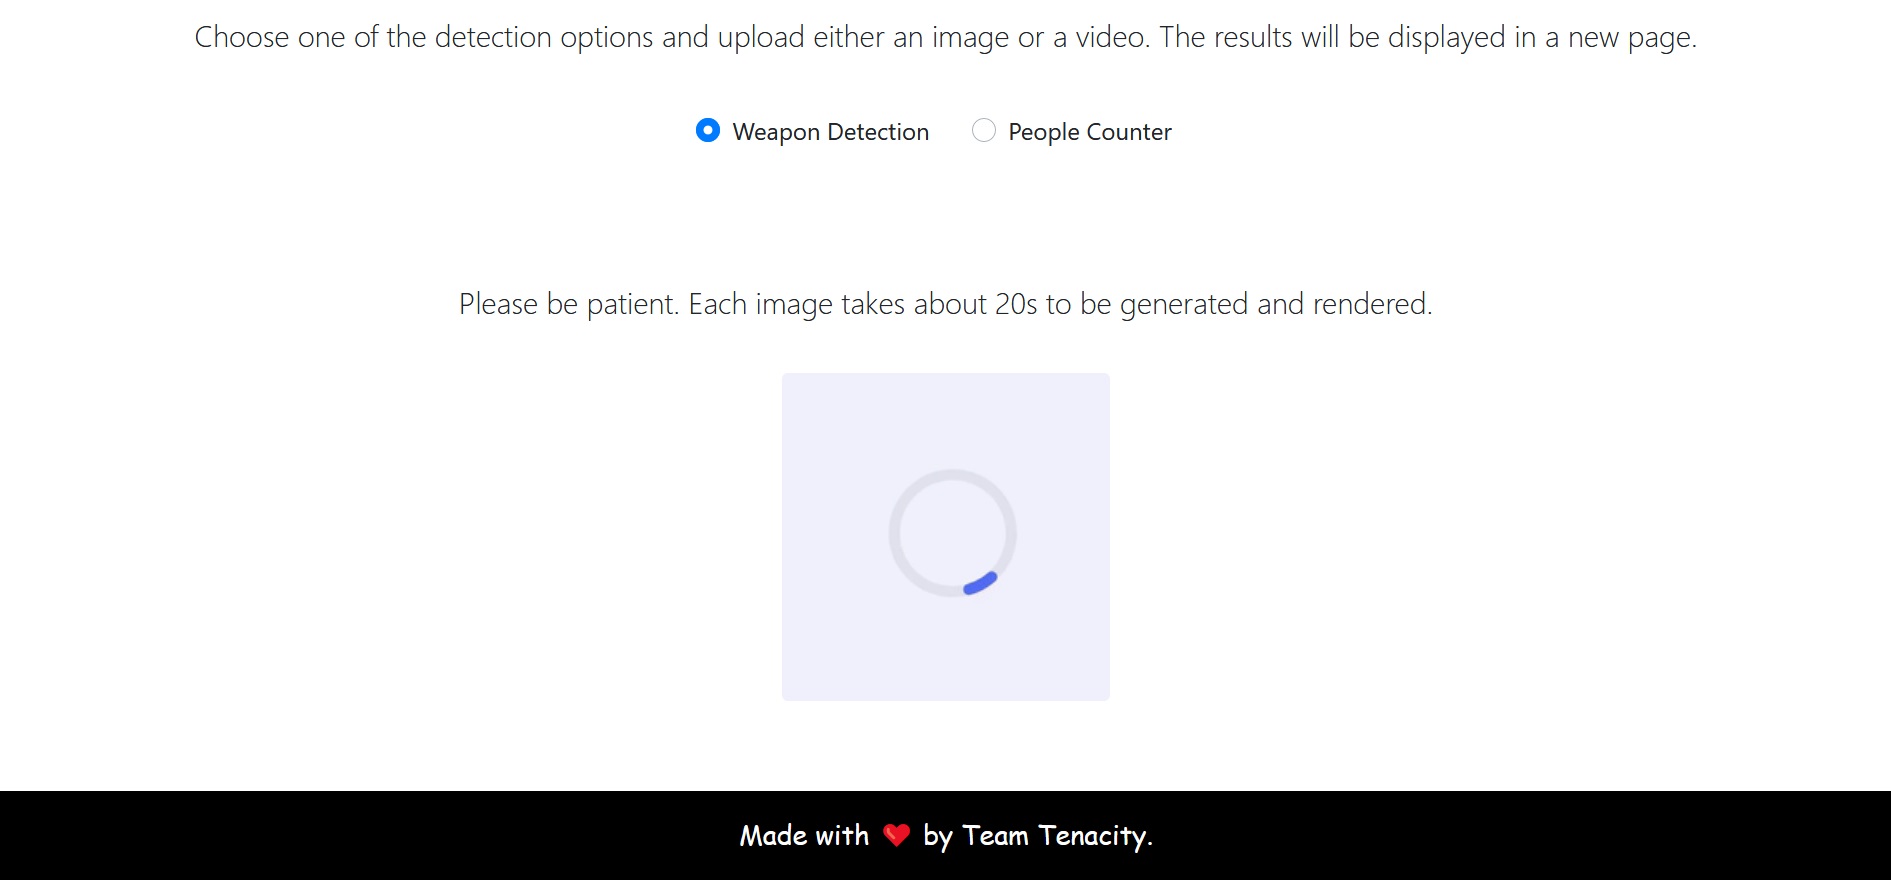 Choose one of the detection options and upload either an image or a video. The results will be displayed in a new page.
Weapon Detection People Counter
Please be patient. Each image takes about 20s to be generated and rendered.
Made with ❤ by Team Tenacity.